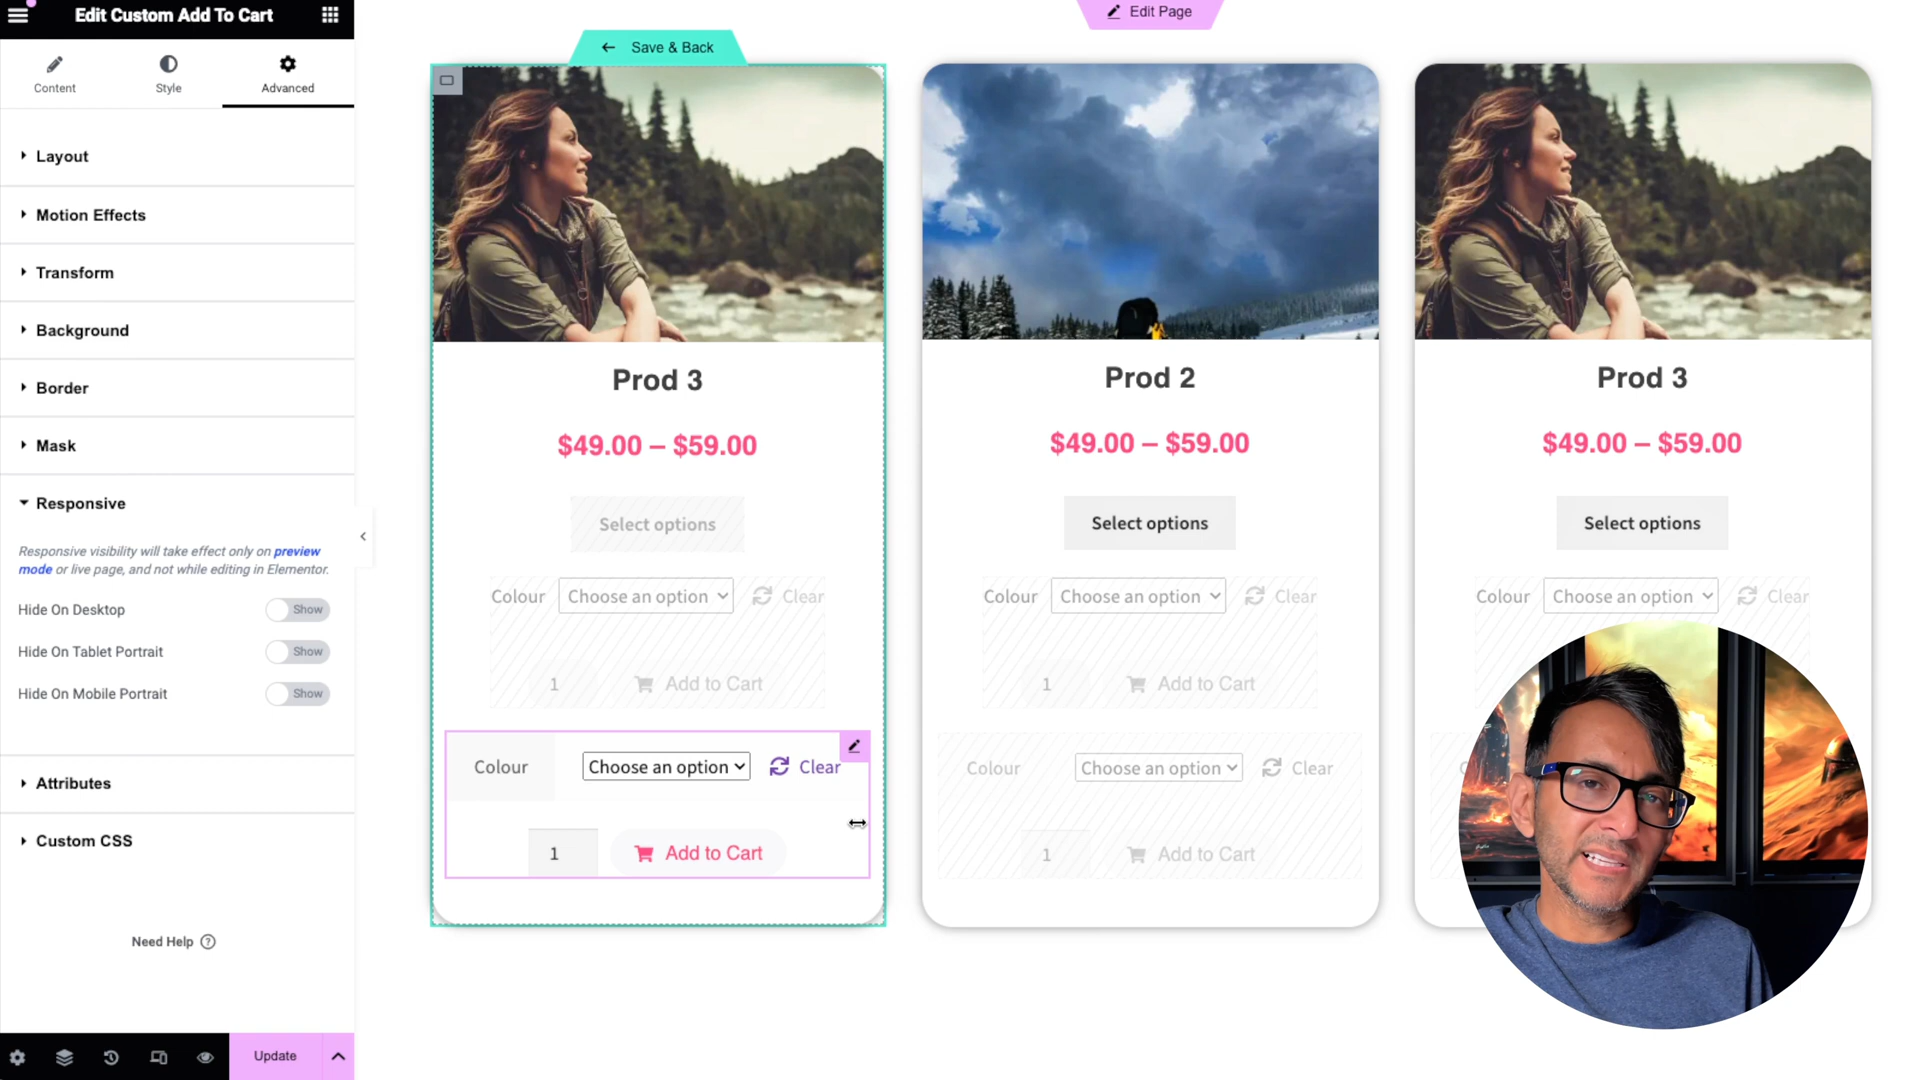 Edit Custom Add To Cart
Content
Style
Advanced
Layout
Motion Effects
Transform
Background
Border
Mask
Responsive
Responsive visibility will take effect only on preview
mode or live page, and not while editing in Elementor.
Hide On Desktop
Show
Hide On Tablet Portrait
Show
Hide On Mobile Portrait
Show
Attributes
Custom CSS
Need Help ?
Update
Edit Page
Save & Back
Prod 3
$49.00 – $59.00
Select options
Colour
Choose an option
Clear
1
Add to Cart
Colour
Choose an option
Clear
1
Add to Cart
Prod 2
$49.00 – $59.00
Select options
Colour
Choose an option
Clear
1
Add to Cart
Colour
Choose an option
Clear
1
Add to Cart
Prod 3
$49.00 – $59.00
Select options
Colour
Choose an option
Clear